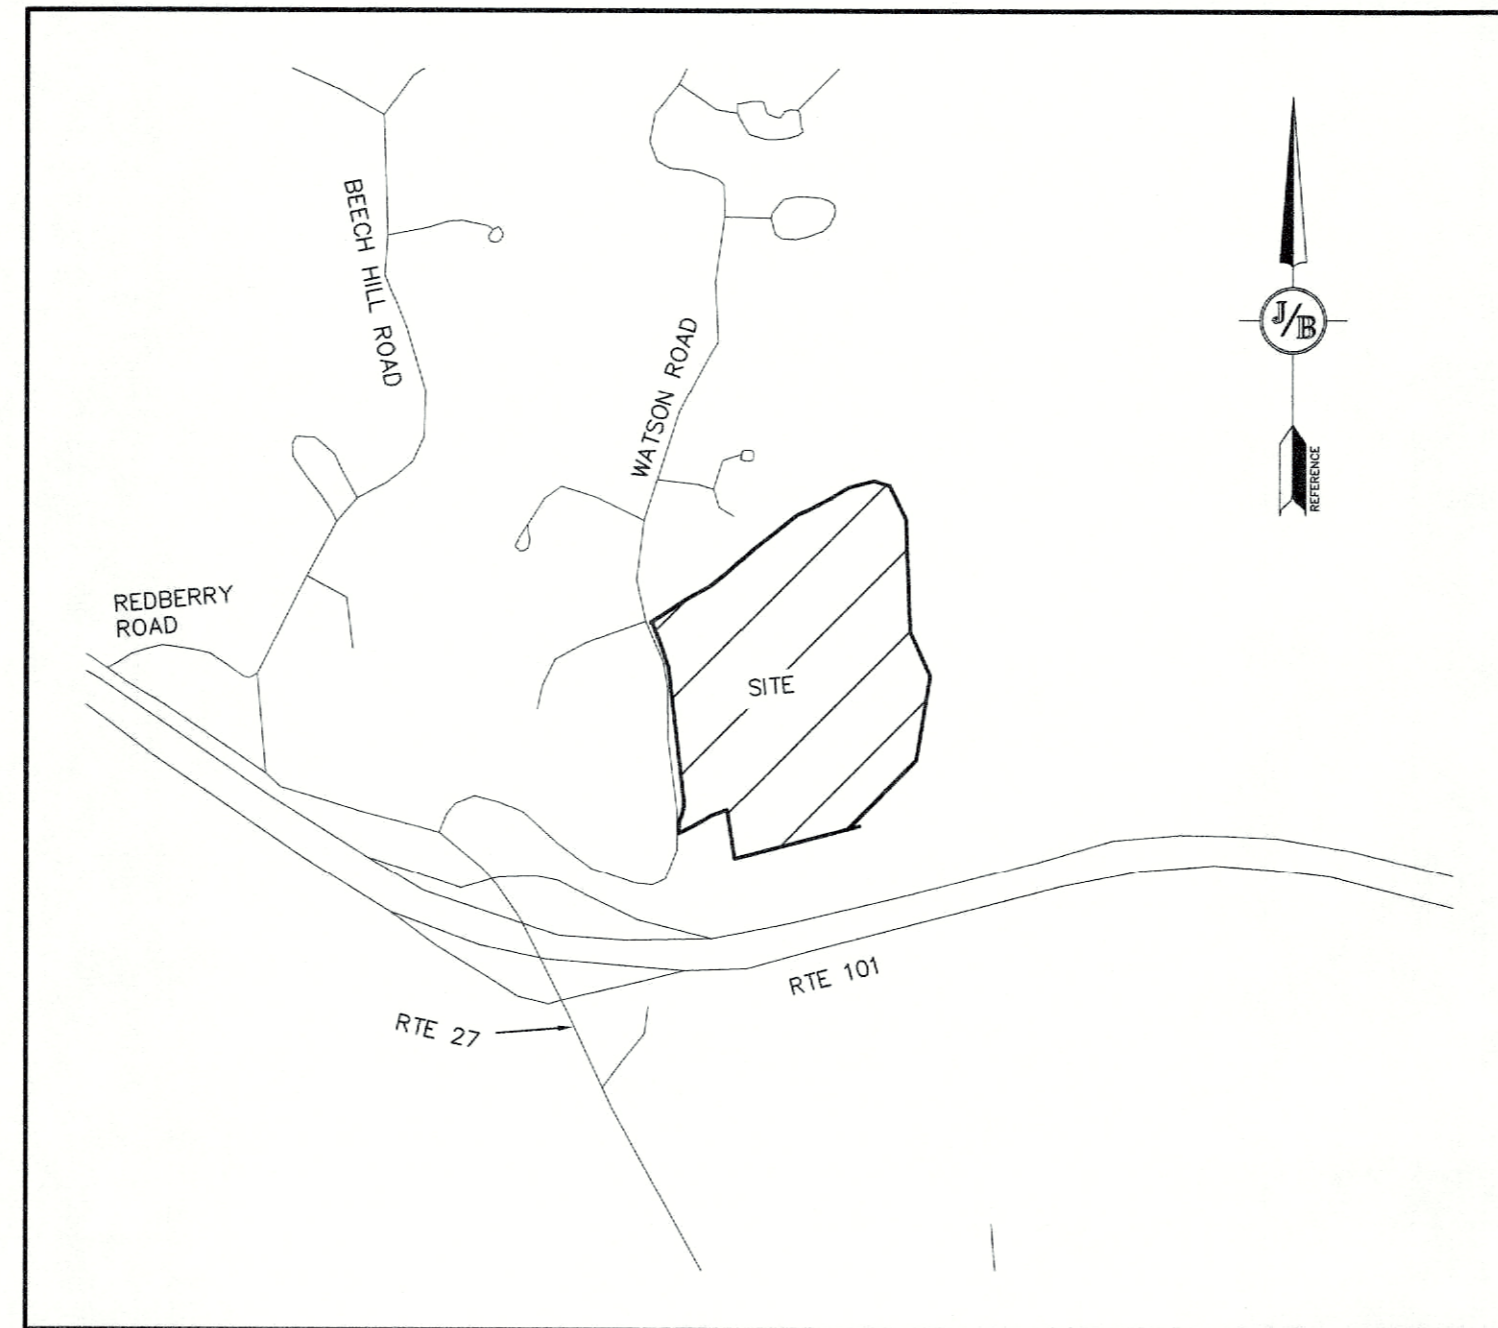 BEECH HILL ROAD
WATSON ROAD
J/B
REFERENCE
REDBERRY
ROAD
SITE
RTE 101
RTE 27